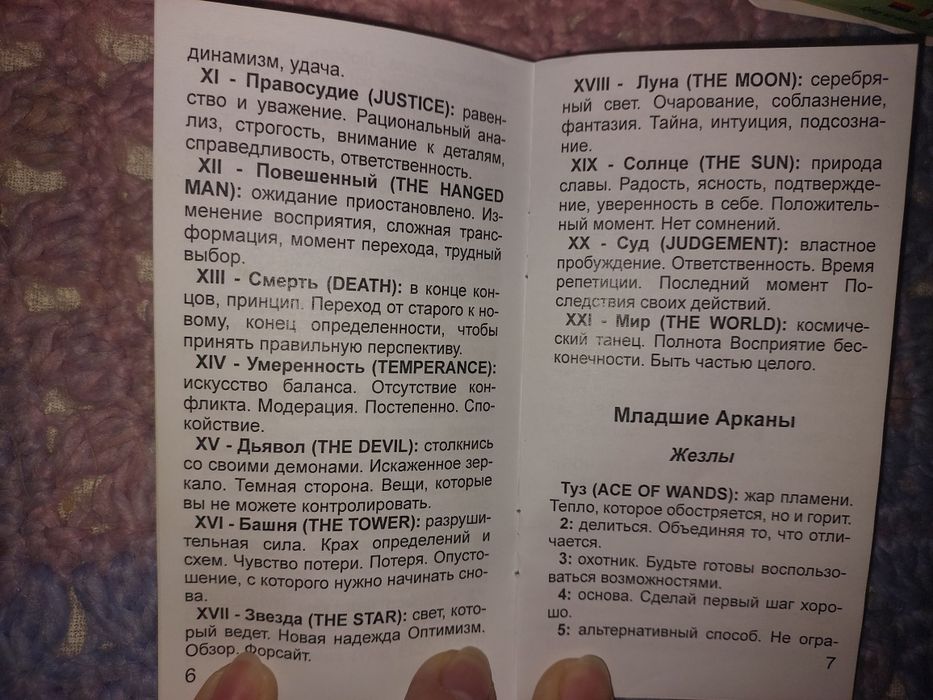 динамизм, удача.
XI - Правосудие (JUSTICE): равен-
ство и уважение. Рациональный ана-
лиз, строгость, внимание к деталям,
справедливость, ответственность.
XII - Повешенный (THE HANGED
MAN): ожидание приостановлено. Из-
менение восприятия, сложная транс-
формация, момент перехода, трудный
выбор.
XIII - Смерть (DEATH): в конце кон-
цов, принцип. Переход от старого к но-
вому, конец определенности, чтобы
принять правильную перспективу.
XIV - Умеренность (TEMPERANCE):
искусство баланса. Отсутствие кон-
фликта. Модерация. Постепенно. Спо-
койствие.
XV - Дьявол (THE DEVIL): столкнись
со своими демонами. Искаженное зер-
кало. Темная сторона. Вещи, которые
вы не можете контролировать.
XVI - Башня (THE TOWER): разруши-
тельная сила. Крах определений и
схем. Чувство потери. Потеря. Опусто-
шение, с которого нужно начинать сно-
ва.
XVII - Звезда (THE STAR): свет, кото-
рый ведет. Новая надежда Оптимизм.
Обзор. Форсайт.
6
XVIII - Луна (THE MOON): серебря-
ный свет. Очарование, соблазнение,
фантазия. Тайна, интуиция, подсозна-
ние.
XIX - Солнце (THE SUN): природа
славы. Радость, ясность, подтвержде-
ние, уверенность в себе. Положитель-
ный момент. Нет сомнений.
XX - Суд (JUDGEMENT): властное
пробуждение. Ответственность. Время
репетиции. Последний момент По-
следствия своих действий.
XXI - Мир (THE WORLD): космиче-
ский танец. Полнота Восприятие бес-
конечности. Быть частью целого.
Младшие Арканы
Жезлы
Туз (ACE OF WANDS): жар пламени.
Тепло, которое обостряется, но и горит.
2: делиться. Объединяя то, что отли-
чается.
3: охотник. Будьте готовы воспользо-
ваться возможностями.
4: основа. Сделай первый шаг хоро-
шо.
5: альтернативный способ. Не огра-
7